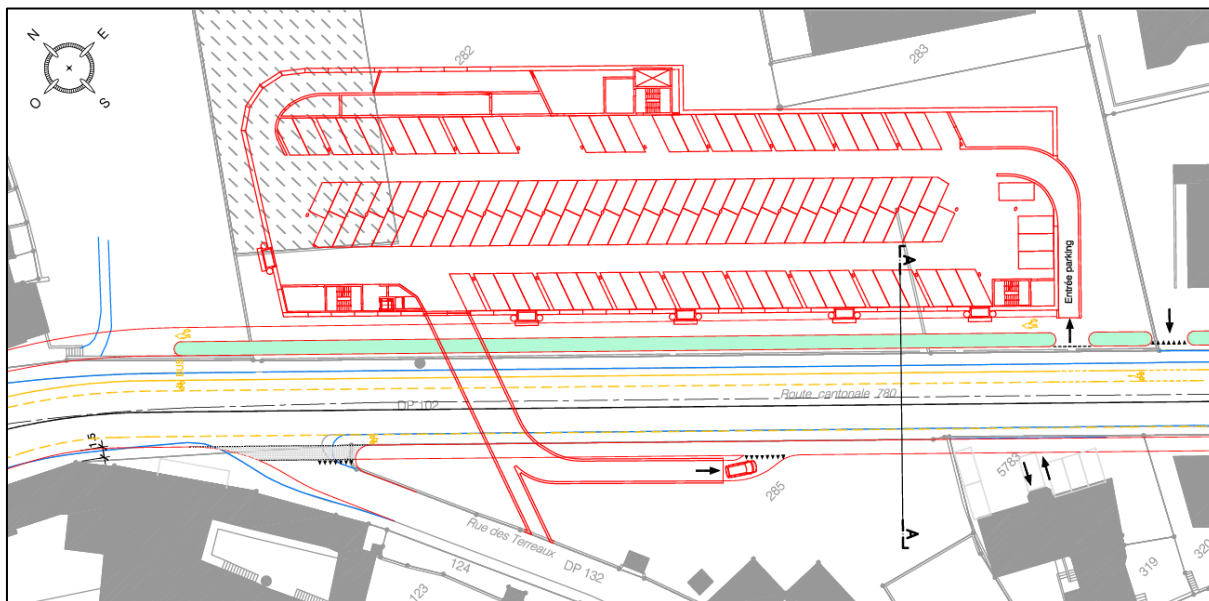 N
E
O
S
282
283
Entrée parking
A
BUS
Route cantonale 780
DP 102
1.5
A
285
5783
Rue des Terreaux
DP 132
124
123
319
320